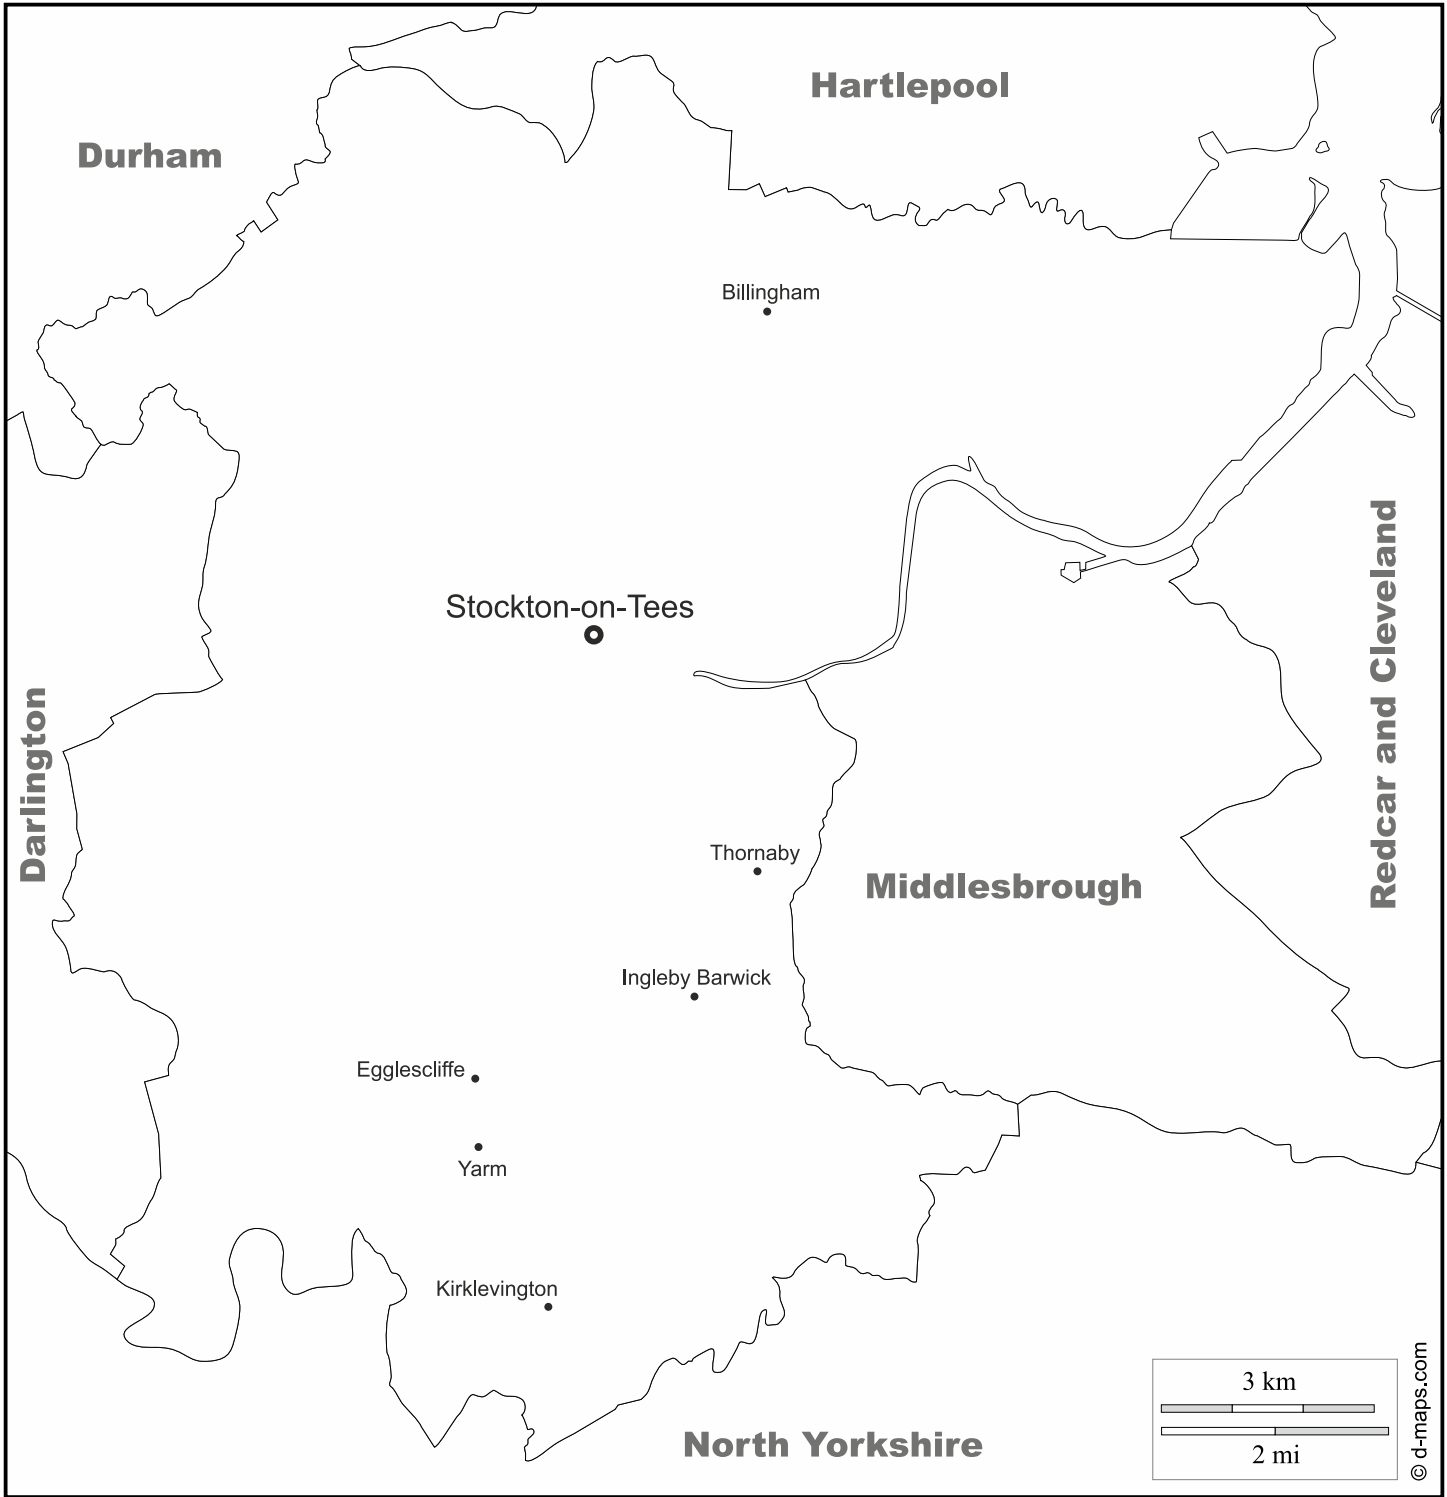 Hartlepool
Durham
Billingham
Stockton-on-Tees
Redcar and Cleveland
Darlington
Thornaby
Middlesbrough
Ingleby Barwick
Egglescliffe
Yarm
Kirklevington
North Yorkshire
3 km
2 mi
© d-maps.com